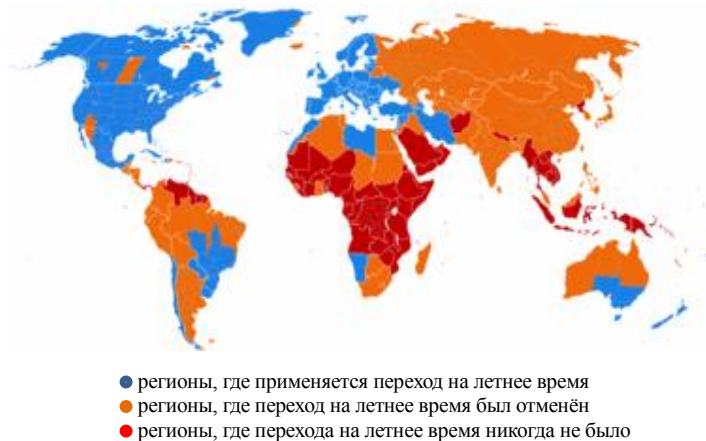 регионы, где применяется переход на летнее время
регионы, где переход на летнее время был отменён
регионы, где перехода на летнее время никогда не было